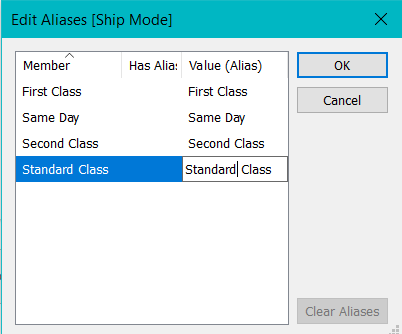 Edit Aliases [Ship Mode]
Member Has Alias Value (Alias)
First Class First Class
Same Day Same Day
Second Class Second Class
Standard Class Standard Class
OK
Cancel
Clear Aliases